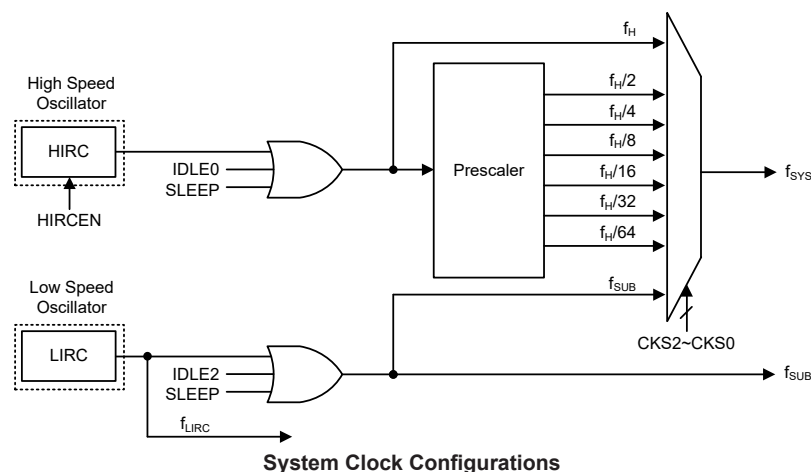 High Speed
Oscillator
HIRC
HIRCEN
IDLE0
SLEEP
Prescaler
f_H
f_H/2
f_H/4
f_H/8
f_H/16
f_H/32
f_H/64
f_SUB
f_SYS
CKS2~CKS0
Low Speed
Oscillator
LIRC
IDLE2
SLEEP
f_LIRC
f_SUB
System Clock Configurations